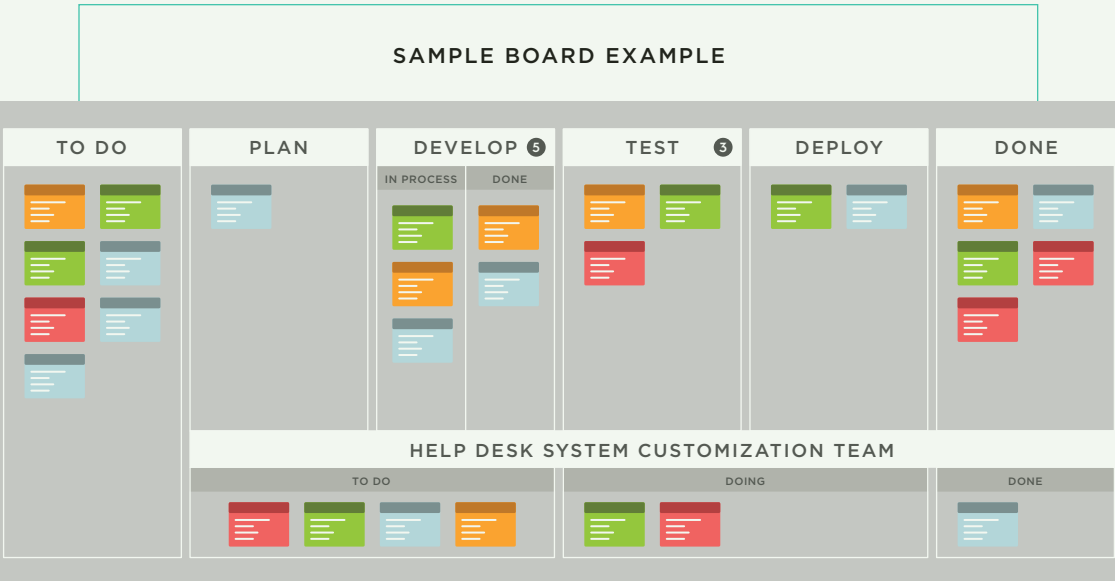 SAMPLE BOARD EXAMPLE
TO DO
PLAN
DEVELOP 5
TEST 3
DEPLOY
DONE
IN PROCESS
DONE
HELP DESK SYSTEM CUSTOMIZATION TEAM
TO DO
DOING
DONE